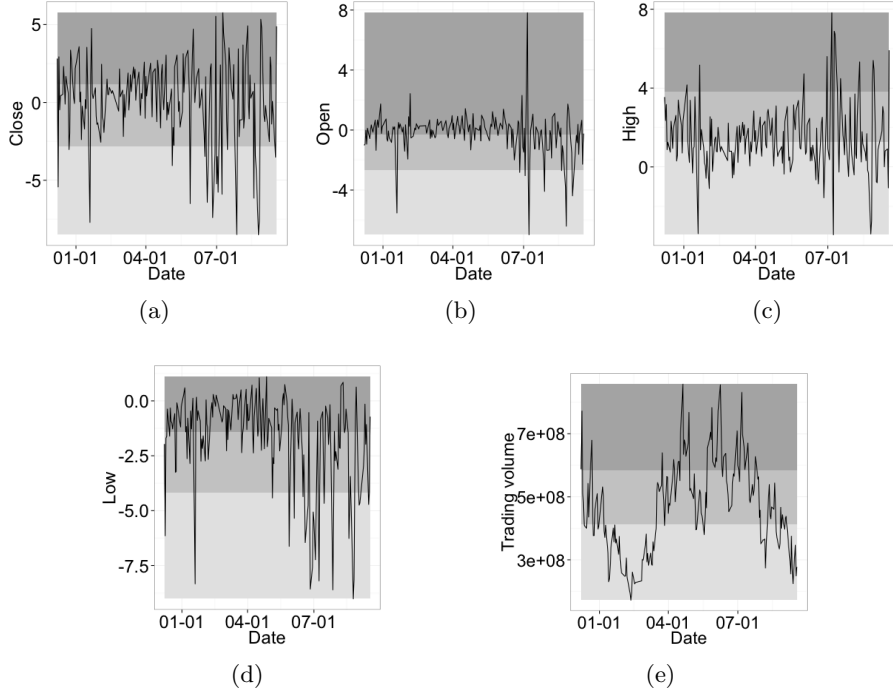 5
0
-5
Close
01-01 04-01 07-01
Date
(a)
8
4
0
-4
Open
01-01 04-01 07-01
Date
(b)
8
4
0
High
01-01 04-01 07-01
Date
(c)
0.0
-2.5
-5.0
-7.5
Low
01-01 04-01 07-01
Date
(d)
7e+08
5e+08
3e+08
Trading volume
01-01 04-01 07-01
Date
(e)